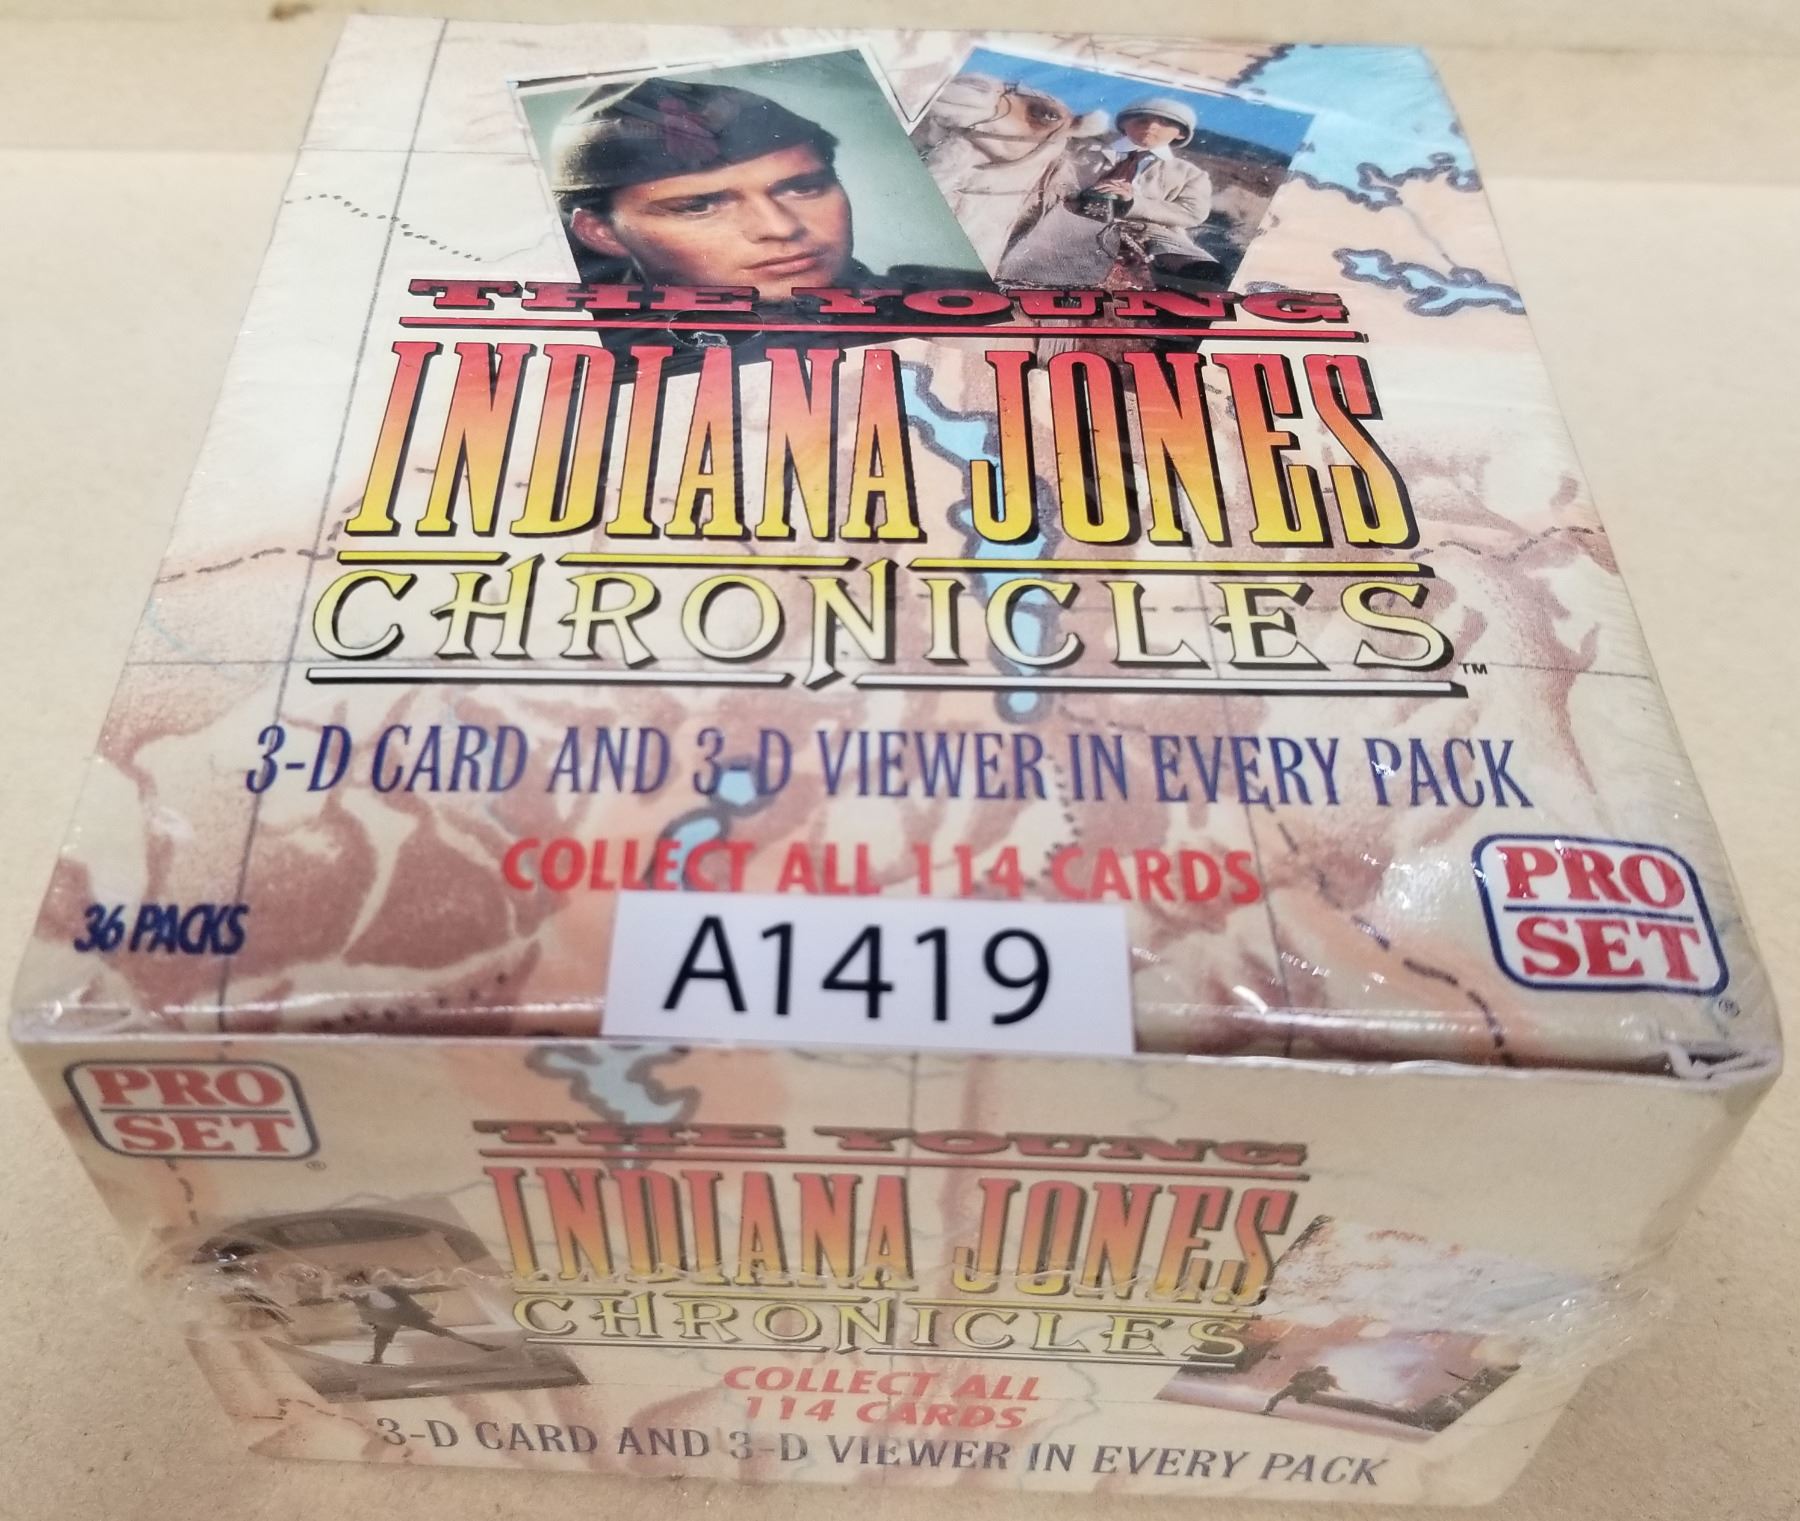 THE YOUNG
INDIANA JONES
CHRONICLES™
3-D CARD AND 3-D VIEWER IN EVERY PACK
COLLECT ALL 114 CARDS
36 PACKS
PRO
SET
®
A1419
PRO
SET
®
THE YOUNG
INDIANA JONES
CHRONICLES
COLLECT ALL
114 CARDS
3-D CARD AND 3-D VIEWER IN EVERY PACK